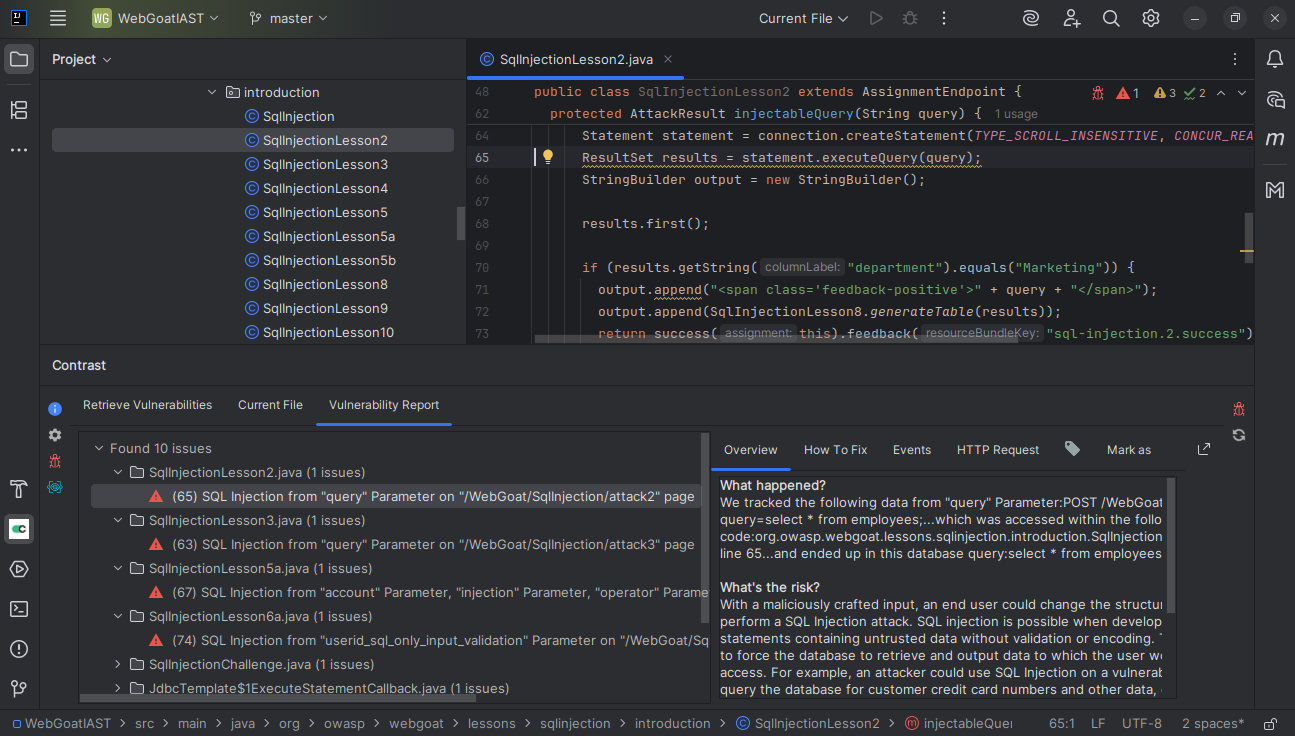 WG WebGoatIAST master Current File
Project
SqlInjectionLesson2.java
introduction
SqlInjection
SqlInjectionLesson2
SqlInjectionLesson3
SqlInjectionLesson4
SqlInjectionLesson5
SqlInjectionLesson5a
SqlInjectionLesson5b
SqlInjectionLesson8
SqlInjectionLesson9
SqlInjectionLesson10
48 public class SqlInjectionLesson2 extends AssignmentEndpoint { 1 3 2
62 protected AttackResult injectableQuery(String query) { 1 usage
64 Statement statement = connection.createStatement(TYPE_SCROLL_INSENSITIVE, CONCUR_REA
65 ResultSet results = statement.executeQuery(query);
66 StringBuilder output = new StringBuilder();
67
68 results.first();
69
70 if (results.getString( columnLabel: "department").equals("Marketing")) {
71 output.append("<span class='feedback-positive'>" + query + "</span>");
72 output.append(SqlInjectionLesson8.generateTable(results));
73 return success( assignment: this).feedback( resourceBundleKey: "sql-injection.2.success")
Contrast
Retrieve Vulnerabilities Current File Vulnerability Report
Found 10 issues
SqlInjectionLesson2.java (1 issues)
(65) SQL Injection from "query" Parameter on "/WebGoat/SqlInjection/attack2" page
SqlInjectionLesson3.java (1 issues)
(63) SQL Injection from "query" Parameter on "/WebGoat/SqlInjection/attack3" page
SqlInjectionLesson5a.java (1 issues)
(67) SQL Injection from "account" Parameter, "injection" Parameter, "operator" Parame
SqlInjectionLesson6a.java (1 issues)
(74) SQL Injection from "userid_sql_only_input_validation" Parameter on "/WebGoat/Sq
SqlInjectionChallenge.java (1 issues)
JdbcTemplate$1ExecuteStatementCallback.java (1 issues)
Overview How To Fix Events HTTP Request Mark as
What happened?
We tracked the following data from "query" Parameter:POST /WebGoat
query=select * from employees;...which was accessed within the follo
code:org.owasp.webgoat.lessons.sqlinjection.introduction.SqlInjection
line 65...and ended up in this database query:select * from employees
What's the risk?
With a maliciously crafted input, an end user could change the structur
perform a SQL Injection attack. SQL injection is possible when develop
statements containing untrusted data without validation or encoding.
to force the database to retrieve and output data to which the user w
access. For example, an attacker could use SQL Injection on a vulnerab
query the database for customer credit card numbers and other data,
WebGoatIAST > src > main > java > org > owasp > webgoat > lessons > sqlinjection > introduction > SqlInjectionLesson2 > injectableQuer 65:1 LF UTF-8 2 spaces*